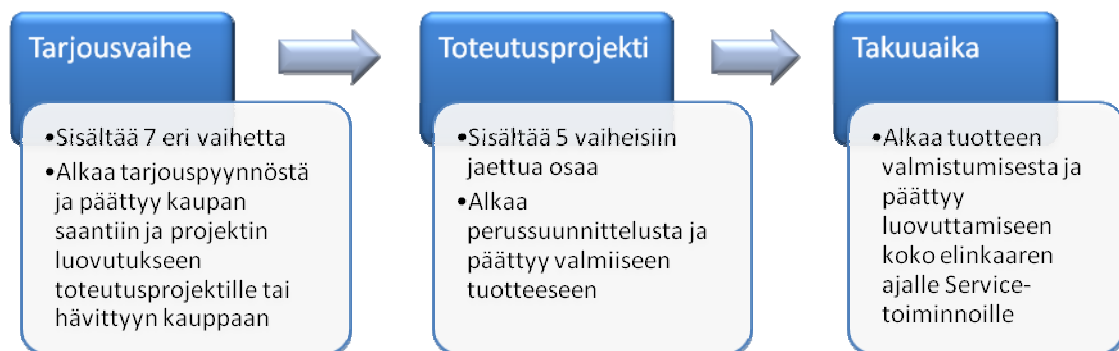 Tarjousvaihe
•Sisältää 7 eri vaihetta
•Alkaa tarjouspyynnöstä
ja päättyy kaupan
saantiin ja projektin
luovutukseen
toteutusprojektille tai
hävittyyn kauppaan
Toteutusprojekti
•Sisältää 5 vaiheisiin
jaettua osaa
•Alkaa
perussuunnittelusta ja
päättyy valmiiseen
tuotteeseen
Takuuaika
•Alkaa tuotteen
valmistumisesta ja
päättyy
luovuttamiseen
koko elinkaaren
ajalle Service-
toiminnoille